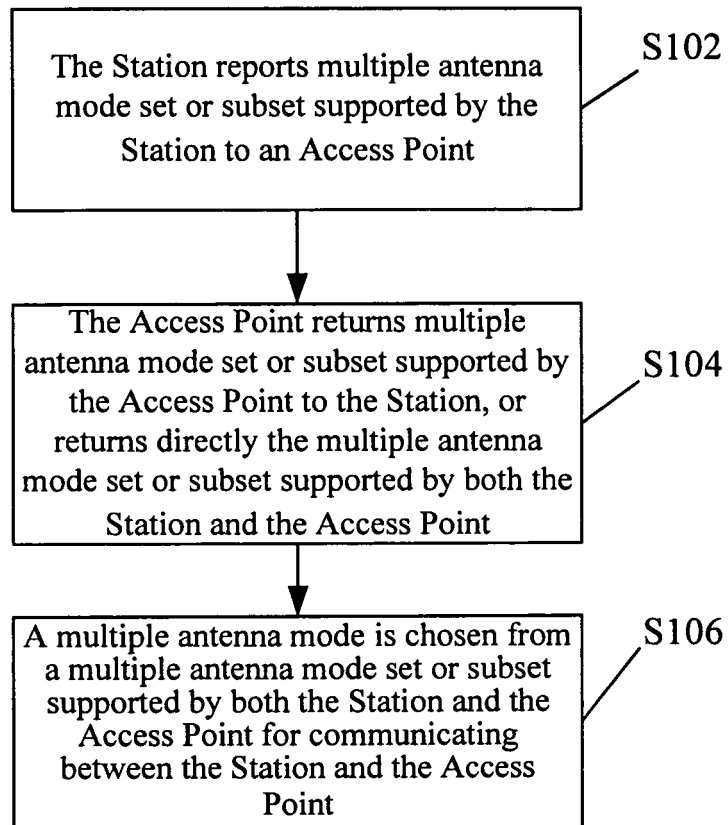 The Station reports multiple antenna
mode set or subset supported by the
Station to an Access Point
S102
The Access Point returns multiple
antenna mode set or subset supported by
the Access Point to the Station, or
returns directly the multiple antenna
mode set or subset supported by both the
Station and the Access Point
S104
A multiple antenna mode is chosen from
a multiple antenna mode set or subset
supported by both the Station and the
Access Point for communicating
between the Station and the Access
Point
S106